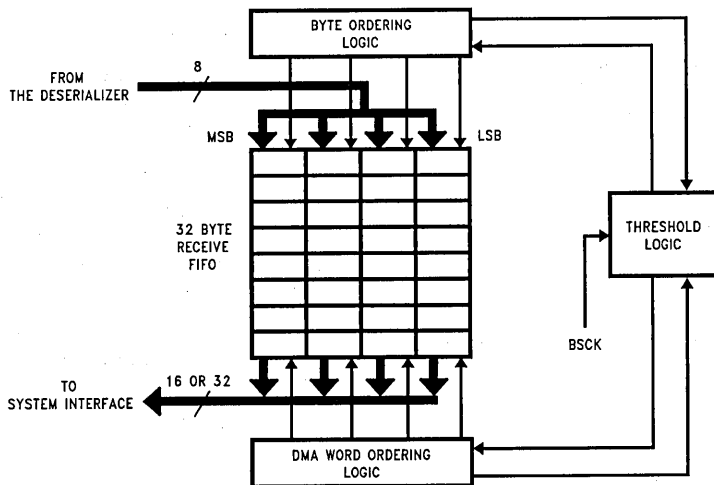 BYTE ORDERING
LOGIC
8
FROM
THE DESERIALIZER
MSB
LSB
32 BYTE
RECEIVE
FIFO
THRESHOLD
LOGIC
BSCK
16 OR 32
TO
SYSTEM INTERFACE
DMA WORD ORDERING
LOGIC